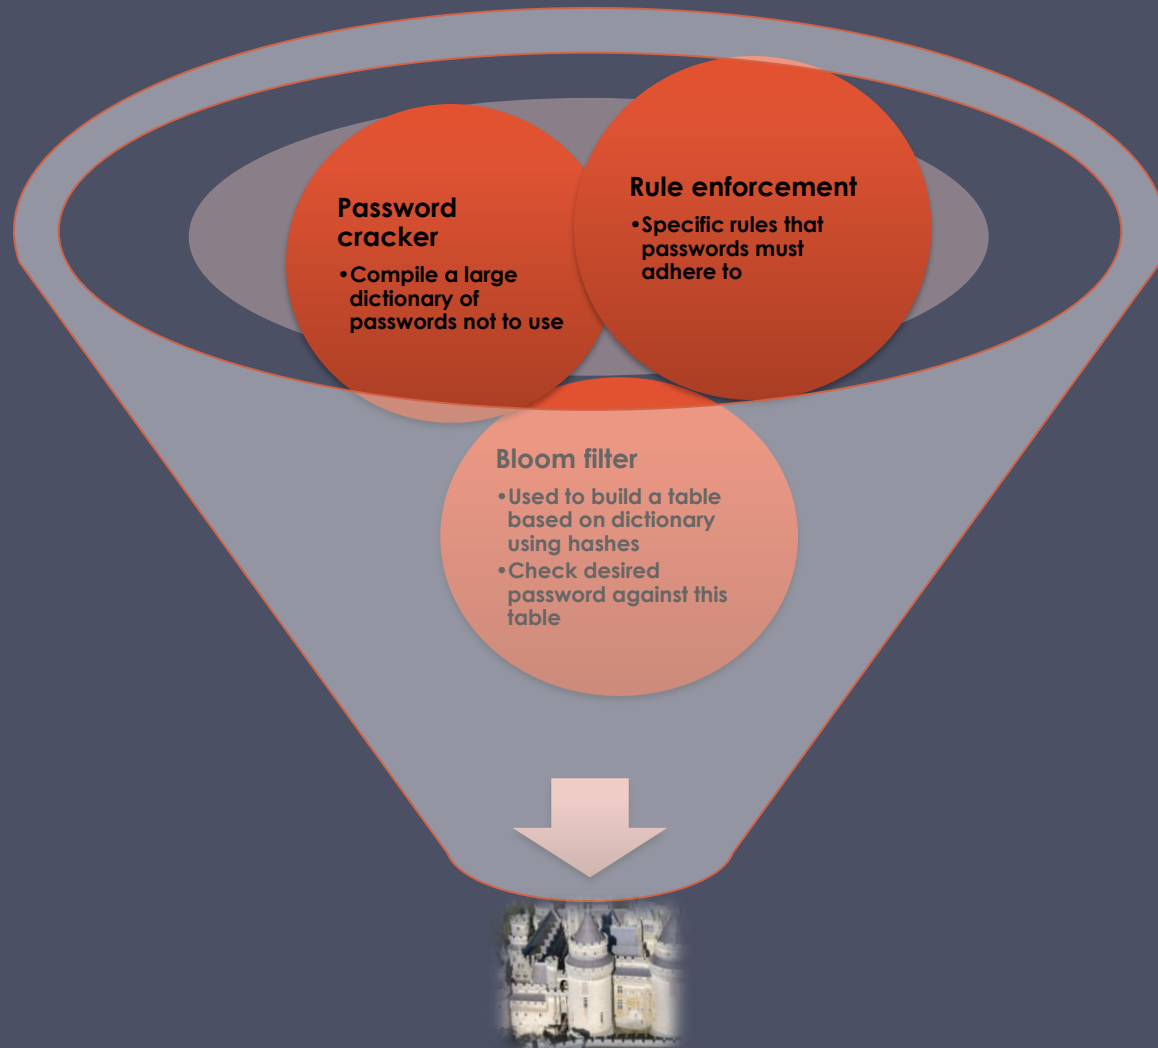 Password
cracker
•Compile a large
dictionary of
passwords not to use
Rule enforcement
•Specific rules that
passwords must
adhere to
Bloom filter
•Used to build a table
based on dictionary
using hashes
•Check desired
password against this
table